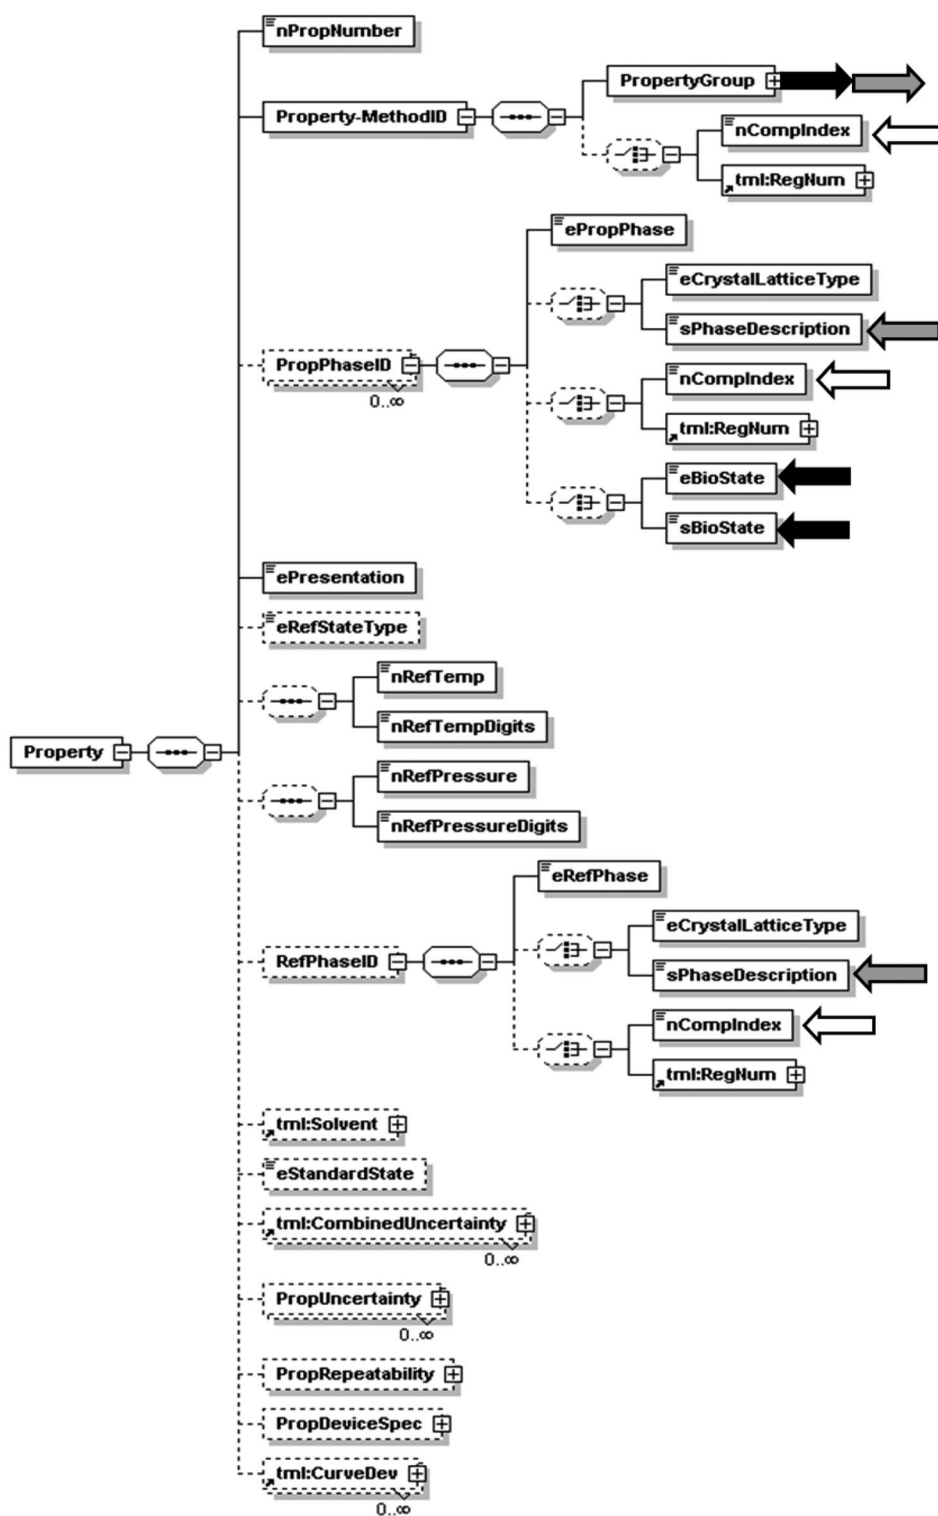 nPropNumber
Property-MethodID
PropertyGroup
nCompIndex
tml:RegNum
ePropPhase
eCrystalLatticeType
sPhaseDescription
PropPhaseID
0..∞
nCompIndex
tml:RegNum
eBioState
sBioState
ePresentation
eRefStateType
nRefTemp
nRefTempDigits
Property
nRefPressure
nRefPressureDigits
eRefPhase
eCrystalLatticeType
RefPhaseID
sPhaseDescription
nCompIndex
tml:RegNum
tml:Solvent
eStandardState
tml:CombinedUncertainty
0..∞
PropUncertainty
0..∞
PropRepeatability
PropDeviceSpec
tml:CurveDev
0..∞